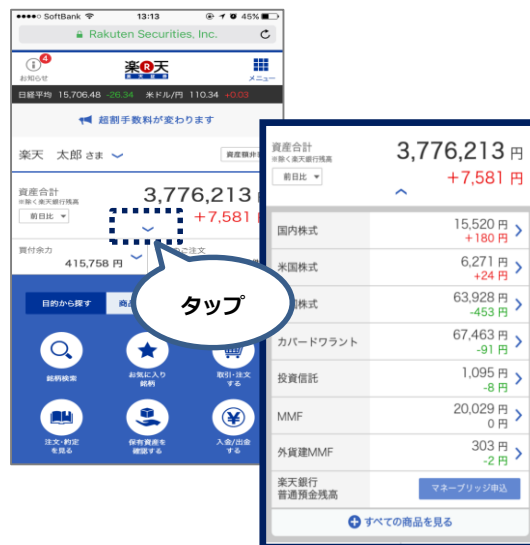 SoftBank 13:13 45%
Rakuten Securities, Inc.
4
お知らせ
楽R天
楽天証券
メニュー
日経平均 15,706.48 -26.34 米ドル/円 110.34 +0.03
超割手数料が変わります
楽天 太郎さま
資産額非
資産合計
※除く楽天銀行残高
3,776,213
前日比
+7,581
買付余力
415,758 円
ご注文
目的から探す
銘柄検索
お気に入り
銘柄
取引・注文
する
注文・約定
を見る
保有資産を
確認する
入金/出金
する
タップ
資産合計
※除く楽天銀行残高
3,776,213 円
前日比
+7,581 円
国内株式
15,520 円
+180 円
米国株式
6,271 円
+24 円
株式
63,928 円
-453 円
カバードワラント
67,463 円
-91 円
投資信託
1,095 円
-8 円
MMF
20,029 円
0 円
外貨建MMF
303 円
-2 円
楽天銀行
普通預金残高
マネーブリッジ申込
すべての商品を見る